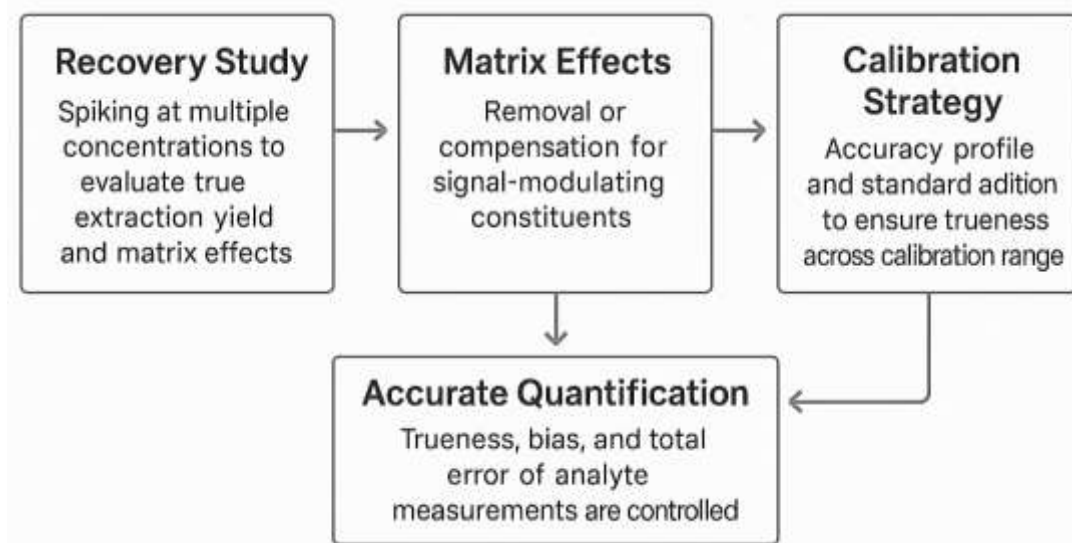 Recovery Study
Spiking at multiple
concentrations to
evaluate true
extraction yield
and matrix effects
Matrix Effects
Removal or
compensation for
signal-modulating
constituents
Calibration
Strategy
Accuracy profile
and standard adition
to ensure trueness
across calibration range
Accurate Quantification
Trueness, bias, and total
error of analyte
measurements are controlled